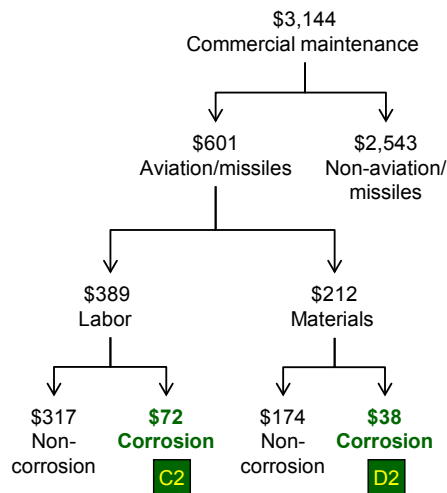 $3,144
Commercial maintenance
$601
Aviation/missiles
$2,543
Non-aviation/
missiles
$389
Labor
$212
Materials
$317
Non-
corrosion
$72
Corrosion
C2
$174
Non-
corrosion
$38
Corrosion
D2